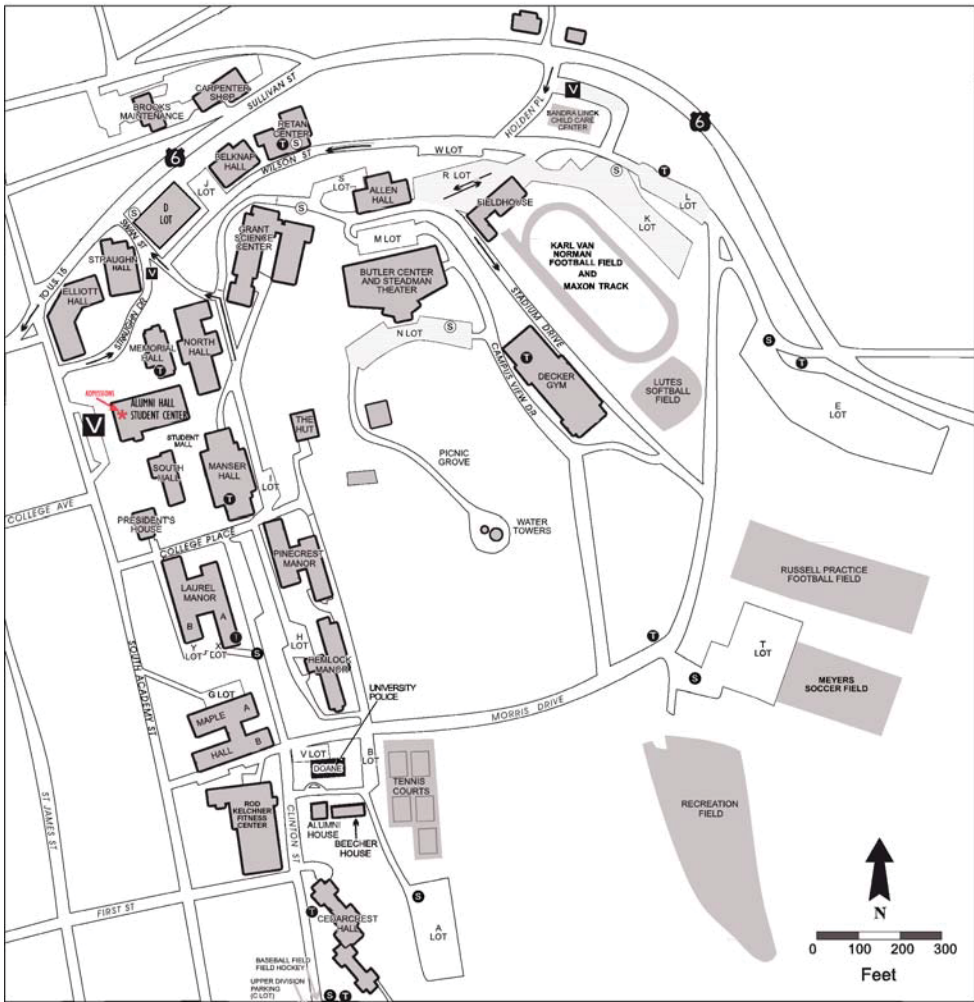 CARPENTER
SHOP
BROOKS
MAINTENANCE
SULLIVAN ST
6
RETAN
CENTER
T
S
BELKNAP
HALL
WILSON ST
J
LOT
D
LOT
S
SWAN ST
TO U.S. 15
STRAUGHN
HALL
V
ELLIOTT
HALL
STRAUGHN DR
HOLDEN PL
V
SANDRA LINCK
CHILD CARE
CENTER
6
W LOT
R LOT
S
LOT
ALLEN
HALL
FIELDHOUSE
S
T
L
LOT
K
LOT
S
GRANT
SCIENCE
CENTER
M LOT
BUTLER CENTER
AND STEADMAN
THEATER
N LOT
S
KARL VAN
NORMAN
FOOTBALL FIELD
AND
MAXON TRACK
STADIUM DRIVE
CAMPUS VIEW DR
T
DECKER
GYM
LUTES
SOFTBALL
FIELD
S
T
E
LOT
MEMORIAL
HALL
T
NORTH
HALL
ADMISSIONS
ALUMNI HALL
STUDENT CENTER
V
STUDENT
MALL
SOUTH
HALL
MANSER
HALL
T
I
LOT
THE
HUT
PICNIC
GROVE
WATER
TOWERS
COLLEGE AVE
PRESIDENT'S
HOUSE
COLLEGE PLACE
PINECREST
MANOR
LAUREL
MANOR
B
A
T
Y
LOT
X
LOT
S
H
LOT
HEMLOCK
MANOR
RUSSELL PRACTICE
FOOTBALL FIELD
T
S
T
LOT
MEYERS
SOCCER FIELD
SOUTH ACADEMY ST
G LOT
MAPLE
A
HALL
B
UNIVERSITY
POLICE
MORRIS DRIVE
V LOT
DOANE
B
LOT
TENNIS
COURTS
RECREATION
FIELD
ST JAMES ST
ROD
KELCHNER
FITNESS
CENTER
CLINTON ST
ALUMNI
HOUSE
BEECHER
HOUSE
FIRST ST
T
CEDARCREST
HALL
S
A
LOT
BASEBALL FIELD
FIELD HOCKEY
UPPER DIVISION
PARKING
(C LOT)
S
T
N
0 100 200 300
Feet